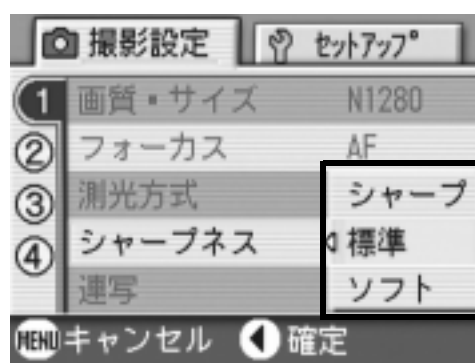 撮影設定 セットアップ
1 画質・サイズ N1280
2 フォーカス AF
3 測光方式 シャープ
4 シャープネス 標準
連写 ソフト
MENU キャンセル 確定